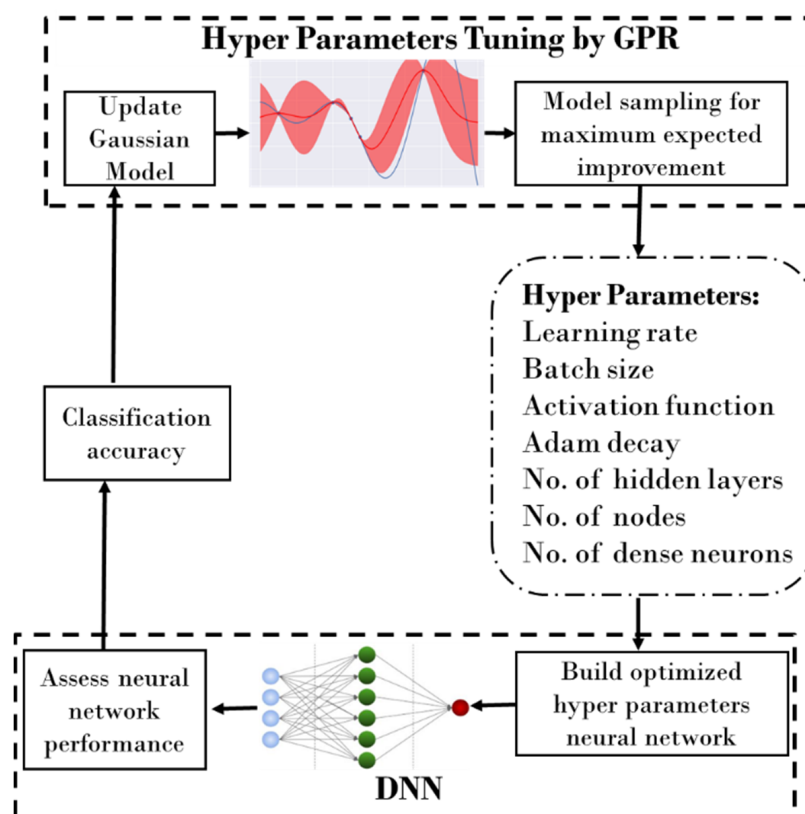 Hyper Parameters Tuning by GPR
Update
Gaussian
Model
Model sampling for
maximum expected
improvement
Hyper Parameters:
Learning rate
Batch size
Activation function
Adam decay
No. of hidden layers
No. of nodes
No. of dense neurons
Classification
accuracy
Assess neural
network
performance
Build optimized
hyper parameters
neural network
DNN